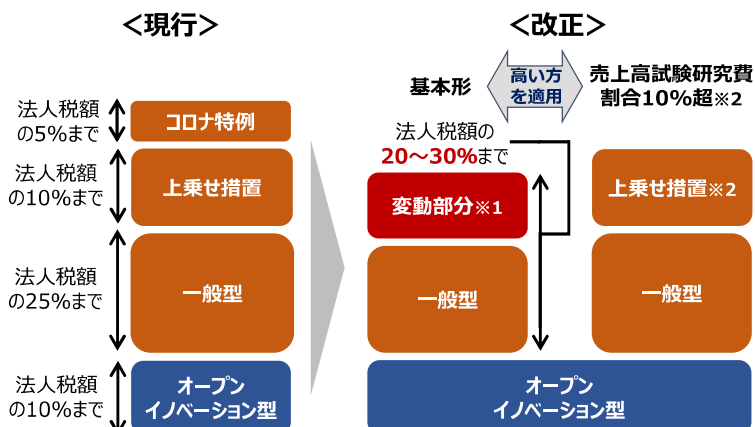 ＜現行＞
法人税額
の5%まで
コロナ特例
法人税額
の10%まで
上乗せ措置
法人税額
の25%まで
一般型
法人税額
の10%まで
オープン
イノベーション型
＜改正＞
基本形
高い方
を適用
売上高試験研究費
割合10%超※2
法人税額の
20～30%まで
変動部分※1
一般型
上乗せ措置※2
一般型
オープン
イノベーション型